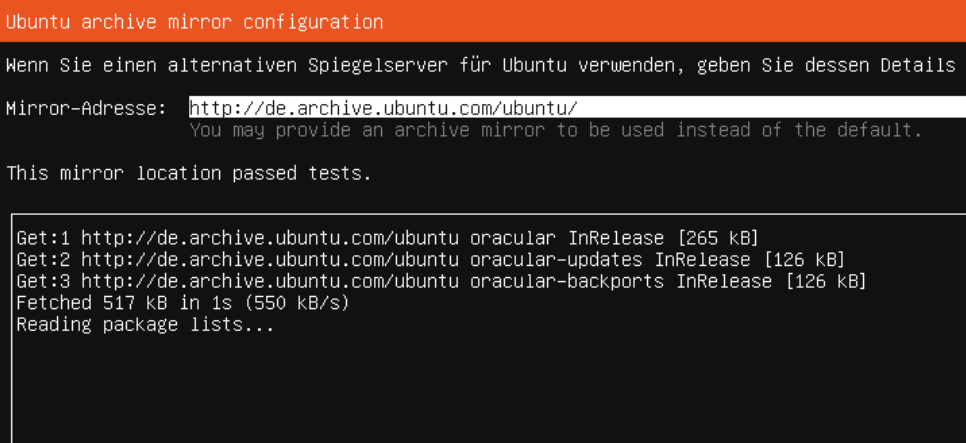 Ubuntu archive mirror configuration
Wenn Sie einen alternativen Spiegelserver für Ubuntu verwenden, geben Sie dessen Details
Mirror-Adresse: http://de.archive.ubuntu.com/ubuntu/
You may provide an archive mirror to be used instead of the default.
This mirror location passed tests.
Get:1 http://de.archive.ubuntu.com/ubuntu oracular InRelease [265 kB]
Get:2 http://de.archive.ubuntu.com/ubuntu oracular-updates InRelease [126 kB]
Get:3 http://de.archive.ubuntu.com/ubuntu oracular-backports InRelease [126 kB]
Fetched 517 kB in 1s (550 kB/s)
Reading package lists...